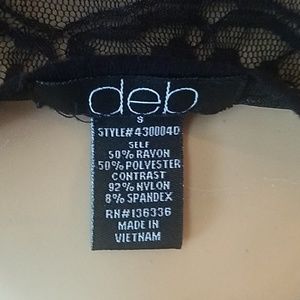 deb
S
STYLE#430004D
SELF
50% RAYON
50% POLYESTER
CONTRAST
92% NYLON
8% SPANDEX
RN#136336
MADE IN
VIETNAM